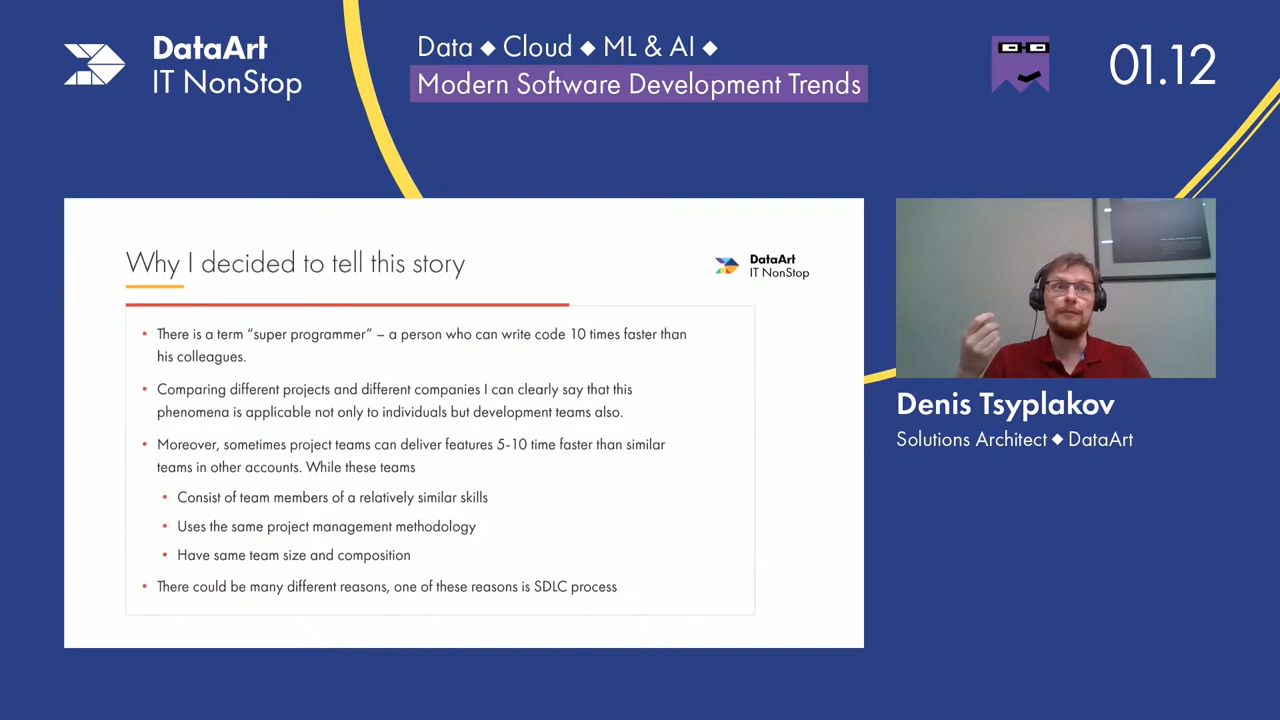 DataArt
IT NonStop
Data ◆ Cloud ◆ ML & AI ◆
Modern Software Development Trends
01.12
Why I decided to tell this story
DataArt
IT NonStop
• There is a term “super programmer” – a person who can write code 10 times faster than
his colleagues.
• Comparing different projects and different companies I can clearly say that this
phenomena is applicable not only to individuals but development teams also.
• Moreover, sometimes project teams can deliver features 5-10 time faster than similar
teams in other accounts. While these teams
• Consist of team members of a relatively similar skills
• Uses the same project management methodology
• Have same team size and composition
• There could be many different reasons, one of these reasons is SDLC process
Denis Tsyplakov
Solutions Architect ◆ DataArt